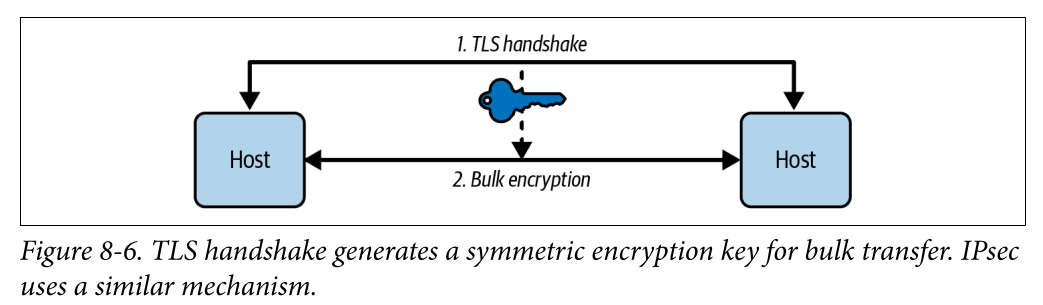 1. TLS handshake
Host
Host
2. Bulk encryption
Figure 8-6. TLS handshake generates a symmetric encryption key for bulk transfer. IPsec
uses a similar mechanism.